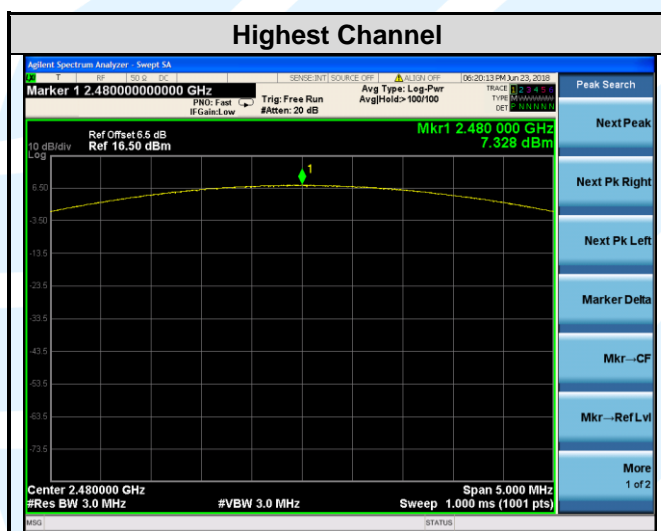 Highest Channel
Agilent Spectrum Analyzer - Swept SA
T RF 50 Ω DC SENSE:INT SOURCE OFF ALIGN OFF 06:20:13 PM Jun 23, 2018
Marker 1 2.480000000000 GHz
PNO: Fast
IFGain:Low
Trig: Free Run
#Atten: 20 dB
Avg Type: Log-Pwr
Avg|Hold:> 100/100
TRACE 1 2 3 4 5 6
TYPE
DET P N N N N N
Peak Search
Mkr1 2.480 000 GHz
7.328 dBm
Ref Offset 6.5 dB
10 dB/div Ref 16.50 dBm
Log
1
6.50
-3.50
-13.5
-23.5
-33.5
-43.5
-53.5
-63.5
-73.5
Center 2.480000 GHz Span 5.000 MHz
#Res BW 3.0 MHz #VBW 3.0 MHz Sweep 1.000 ms (1001 pts)
MSG STATUS
Next Peak
Next Pk Right
Next Pk Left
Marker Delta
Mkr→CF
Mkr→Ref Lvl
More
1 of 2